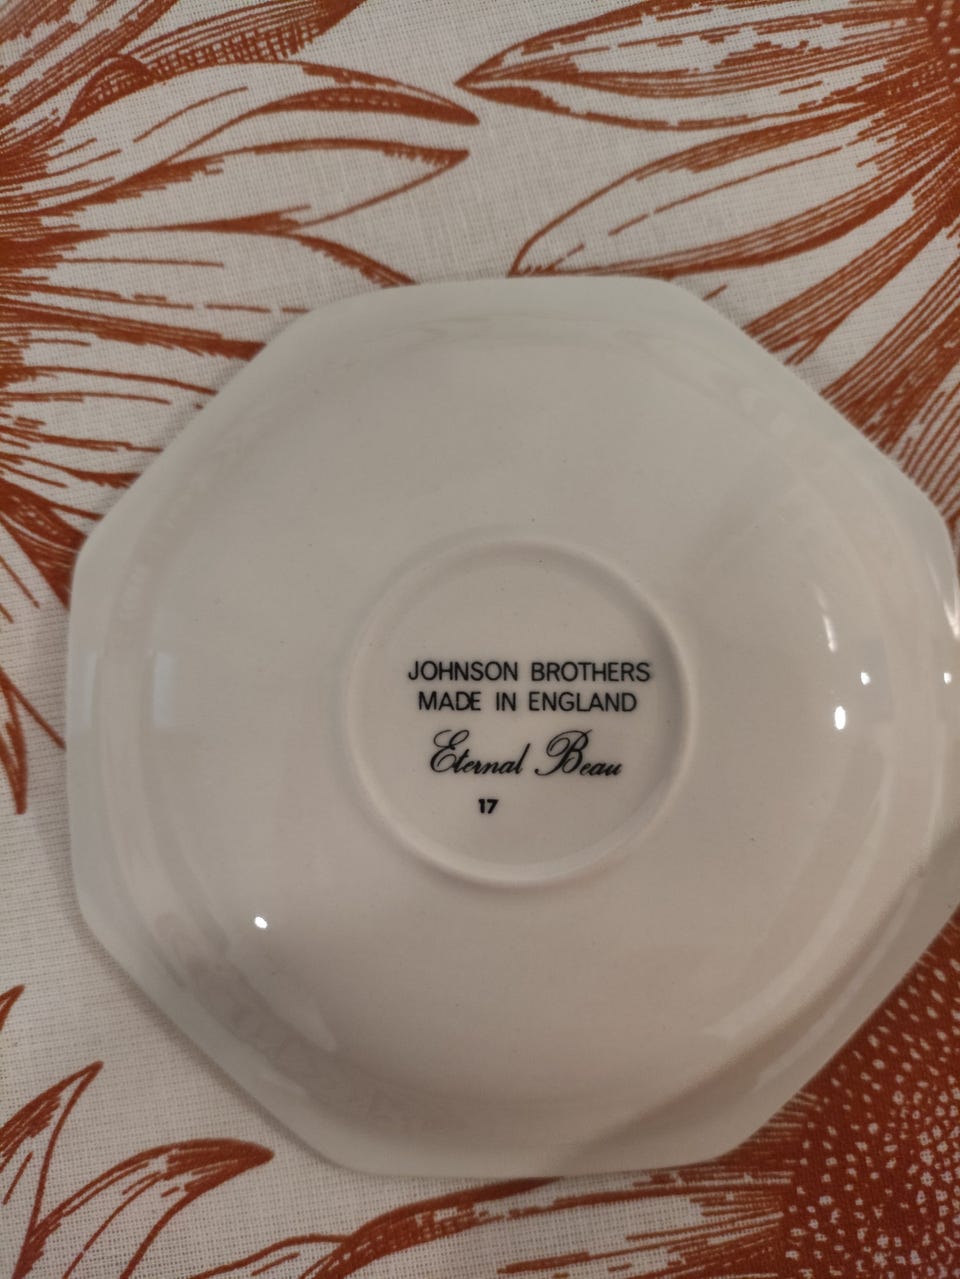 JOHNSON BROTHERS
MADE IN ENGLAND
Eternal Beau
17